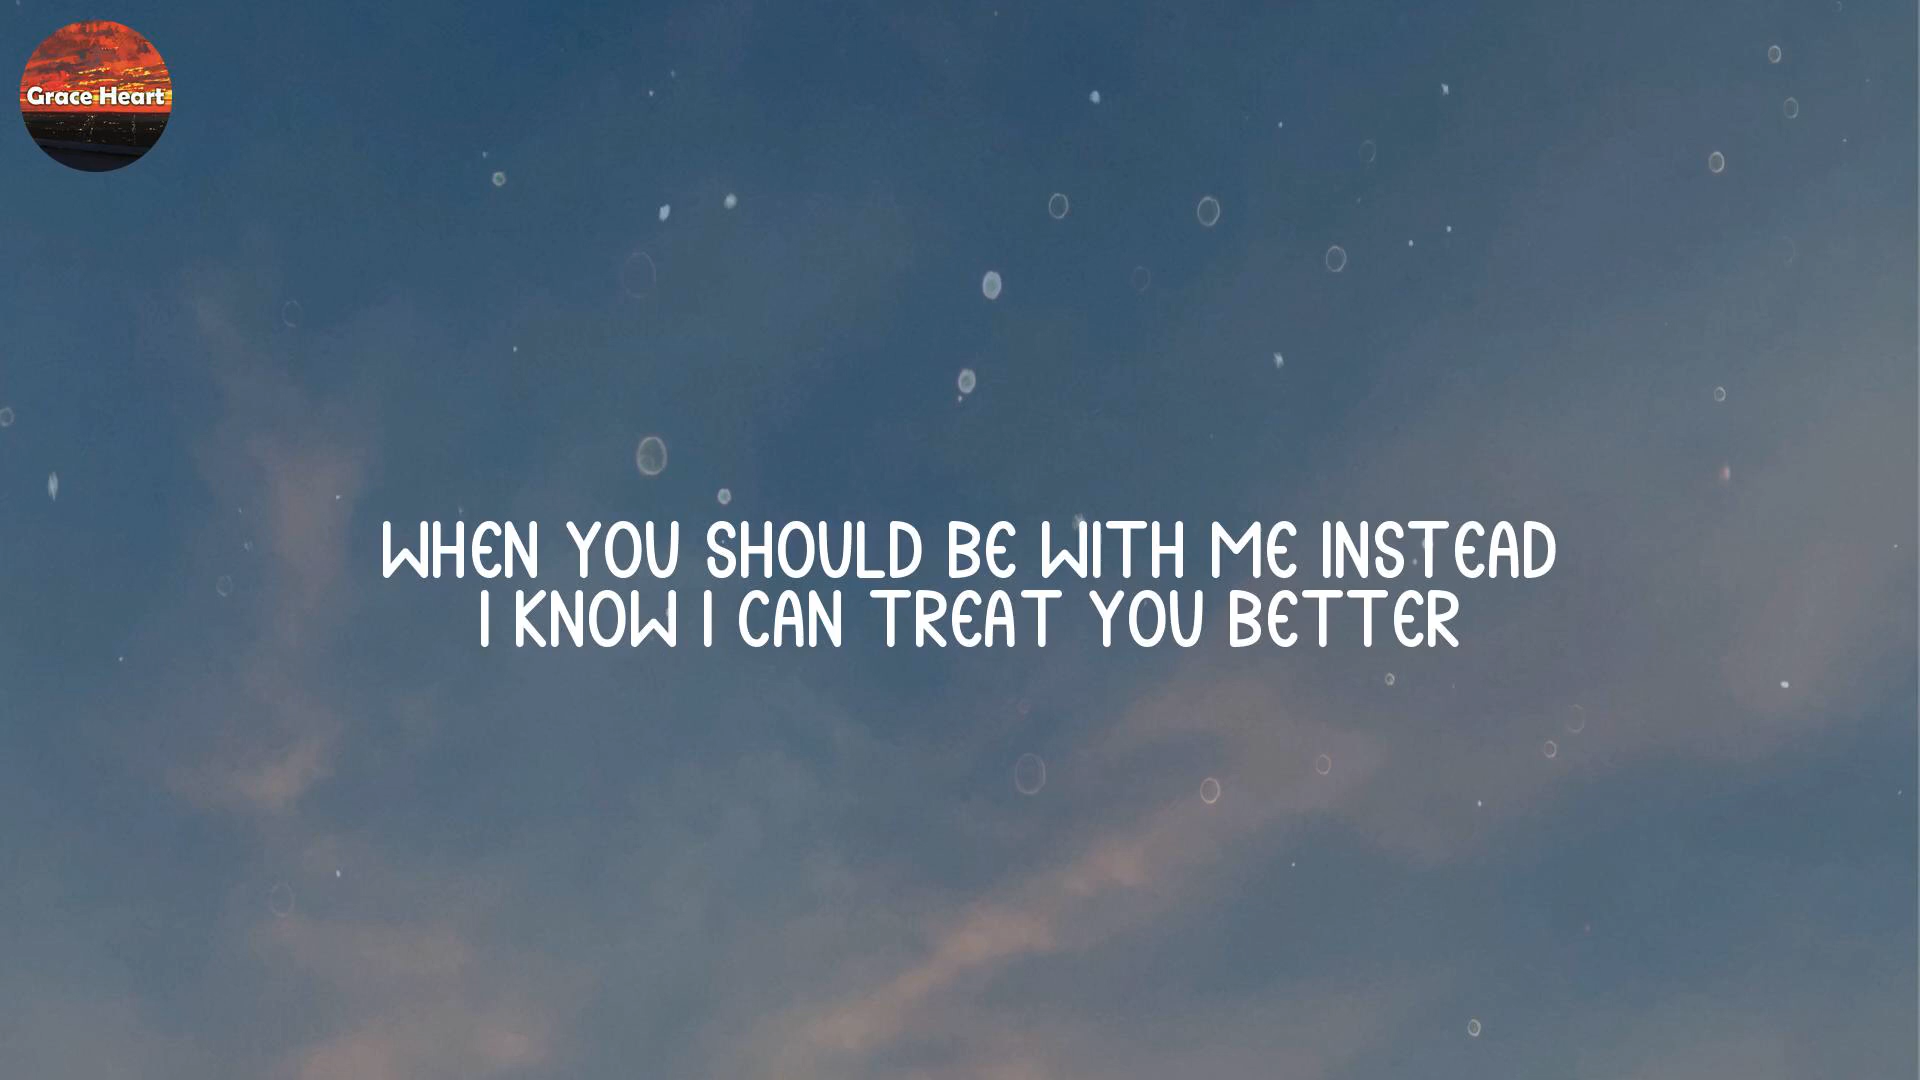 Grace Heart
WHEN YOU SHOULD BE WITH ME INSTEAD
I KNOW I CAN TREAT YOU BETTER